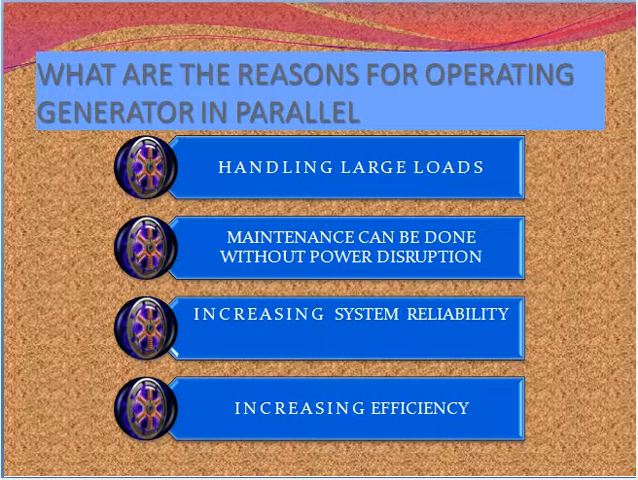 WHAT ARE THE REASONS FOR OPERATING
GENERATOR IN PARALLEL
HANDLING LARGE LOADS
MAINTENANCE CAN BE DONE
WITHOUT POWER DISRUPTION
INCREASING SYSTEM RELIABILITY
INCREASING EFFICIENCY